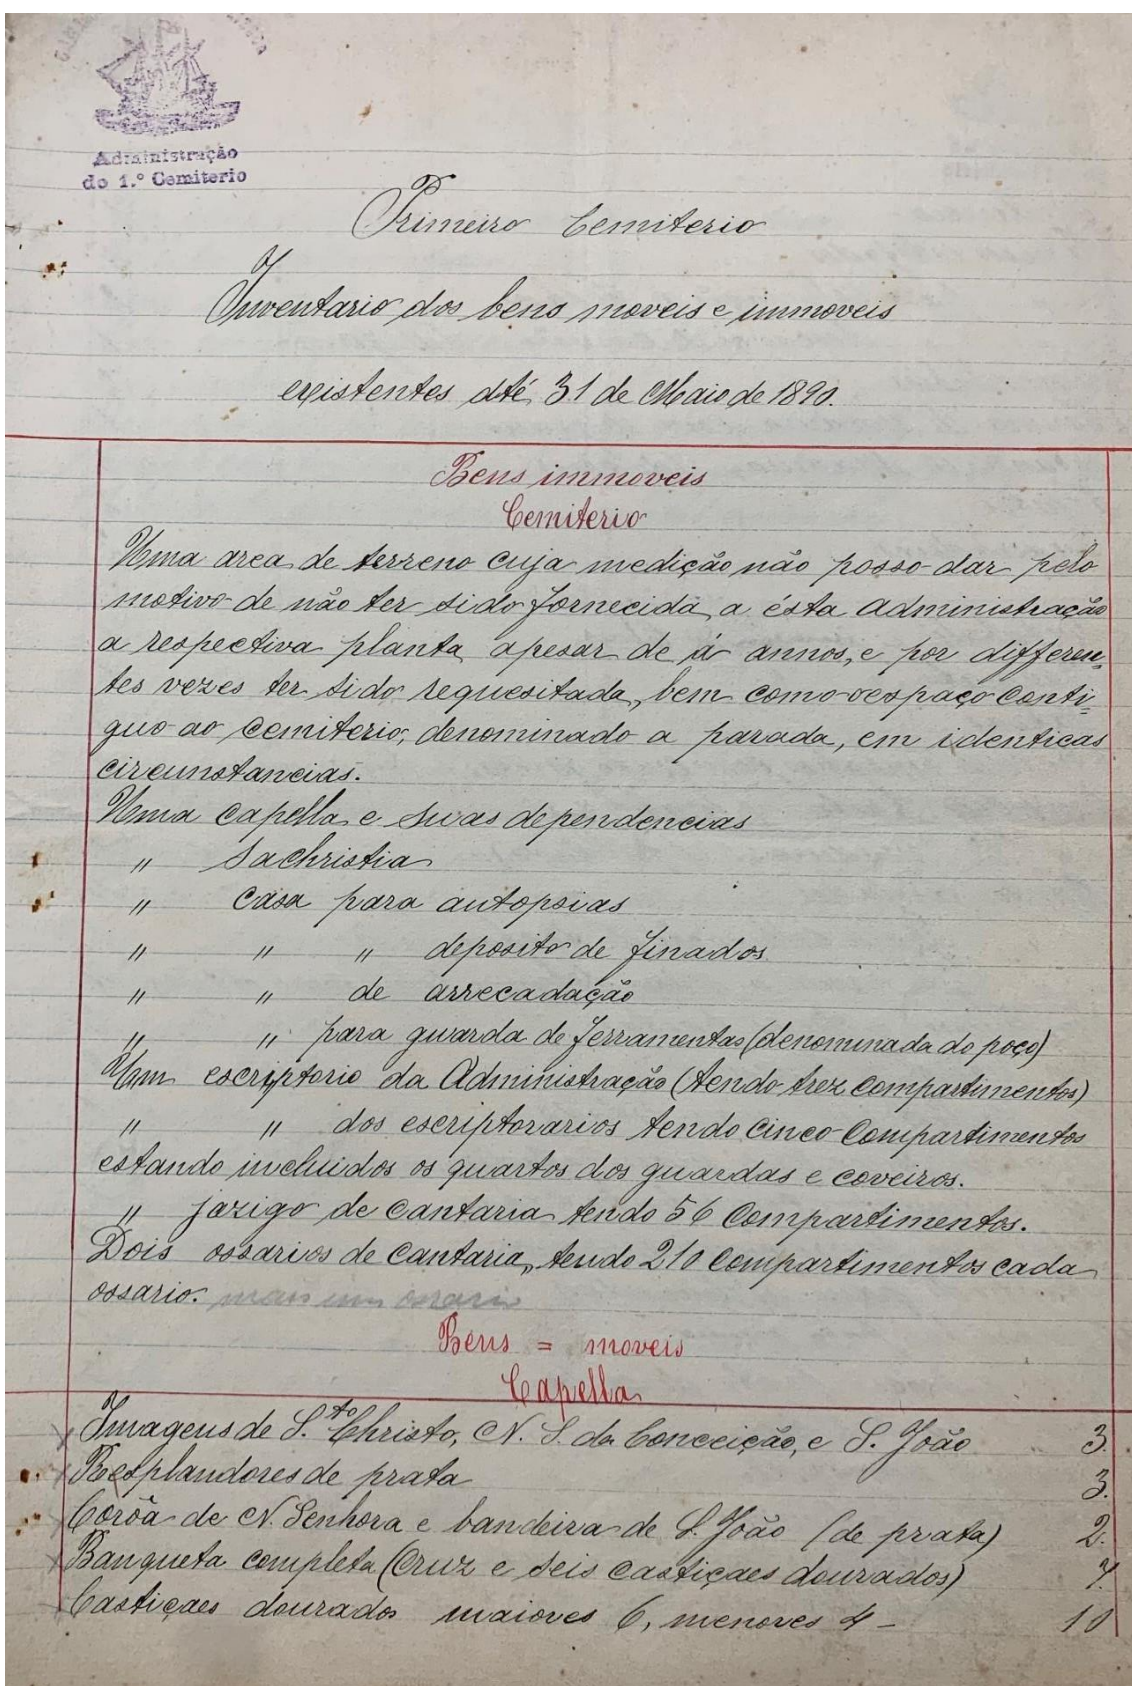 Administração
do 1.º Cemiterio
Primeiro Cemiterio
Inventario dos bens moveis e immoveis
existentes até 31 de Maio de 1890.
Bens immoveis
Cemiterio
Uma area de terreno cuja medição não posso dar pelo
motivo de não ter sido fornecida a ésta Administração
a respectiva planta apesar de á annos, e por differen-
tes vezes ter sido requesitada, bem como o espaço conti-
guo ao Cemiterio, denominado a parada, em identicas
circunstancias.
Uma capella e suas dependencias
" Sachristia
" Casa para autopsias
" " " deposito de finados
" " de arrecadação
" " para guarda de ferramentas (denominada do poço)
Um escriptorio da Administração (tendo trez compartimentos)
" " dos escriptorarios tendo cinco compartimentos
estando incluidos os quartos dos guardas e coveiros.
" jazigo de Cantaria tendo 56 Compartimentos.
Dois ossarios de Cantaria, tendo 210 Compartimentos cada
ossario. mais um ossario
Bens = moveis
Capella
Imagens de S.to Christo, N. S. da Conceição, e S. João 3.
Resplandores de prata 3.
Corôa de N. Senhora e bandeira de S. João (de prata) 2.
Banqueta completa (Cruz e seis castiçaes dourados) 7.
Castiçaes dourados maiores 6, menores 4 - 10